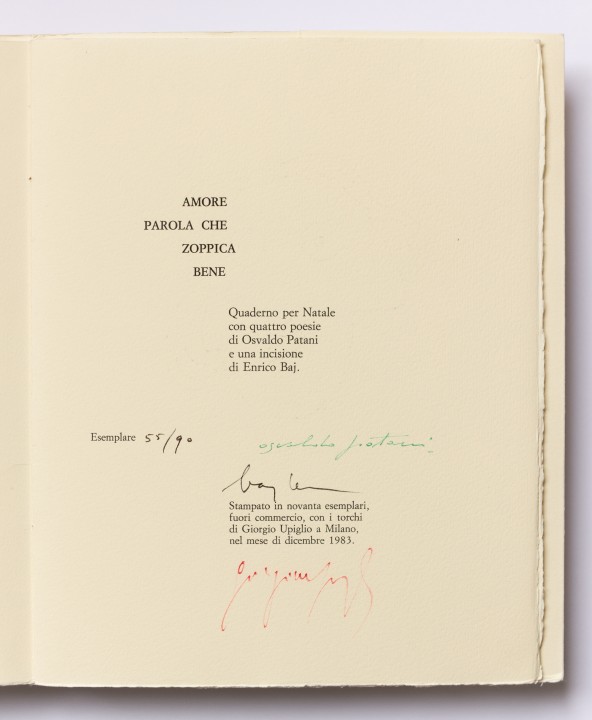 AMORE
PAROLA CHE
ZOPPICA
BENE
Quaderno per Natale
con quattro poesie
di Osvaldo Patani
e una incisione
di Enrico Baj.
Esemplare 55/90
osvaldo patani
baj
Stampato in novanta esemplari,
fuori commercio, con i torchi
di Giorgio Upiglio a Milano,
nel mese di dicembre 1983.